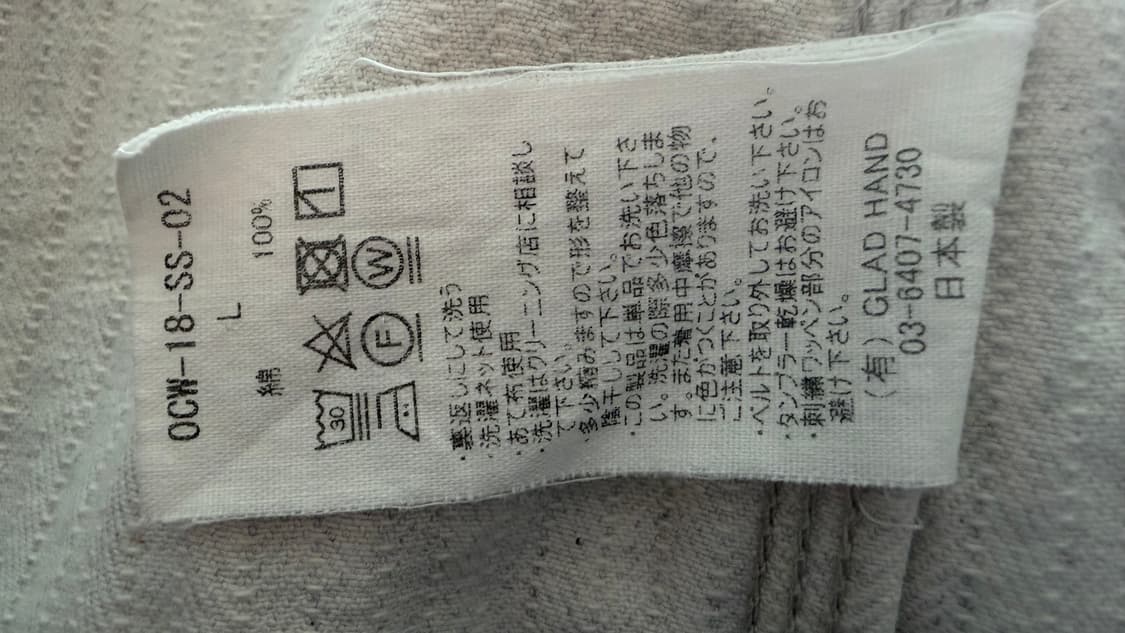 OCW-18-SS-02
L
綿 100%
30
F W
・裏返しにして洗う
・洗濯ネット使用
・あて布使用
・洗濯はクリーニング店に相談し
て下さい。
・多少縮みますので形を整えて
陰干しして下さい。
・この製品は単品でお洗い下さ
い。洗濯の際多少色落ちしま
す。また着用中摩擦で他の物
に色がつくことがありますので、
ご注意下さい。
・ベルトを取り外してお洗い下さい。
・タンブラー乾燥はお避け下さい。
・刺繍ワッペン部分のアイロンはお
避け下さい。
(有) GLAD HAND
03-6407-4730
日本製